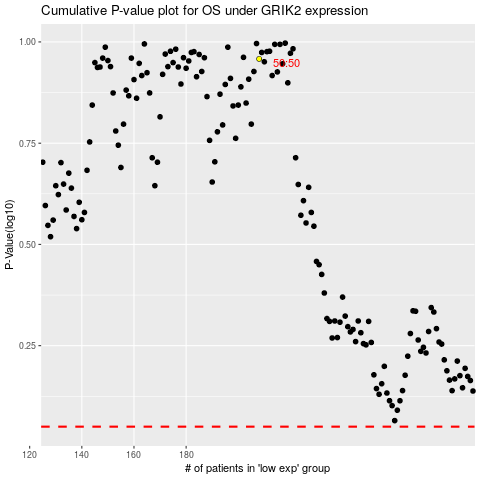 Cumulative P-value plot for OS under GRIK2 expression
P-Value(log10)
1.00
0.75
0.50
0.25
50:50
120 140 160 180
# of patients in 'low exp' group